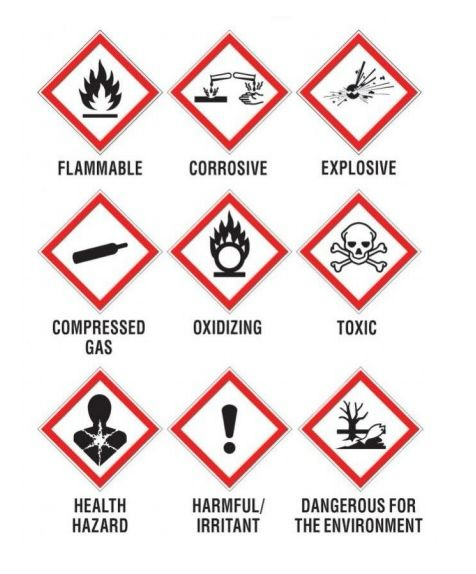 FLAMMABLE
CORROSIVE
EXPLOSIVE
COMPRESSED
GAS
OXIDIZING
TOXIC
HEALTH
HAZARD
HARMFUL/
IRRITANT
DANGEROUS FOR
THE ENVIRONMENT